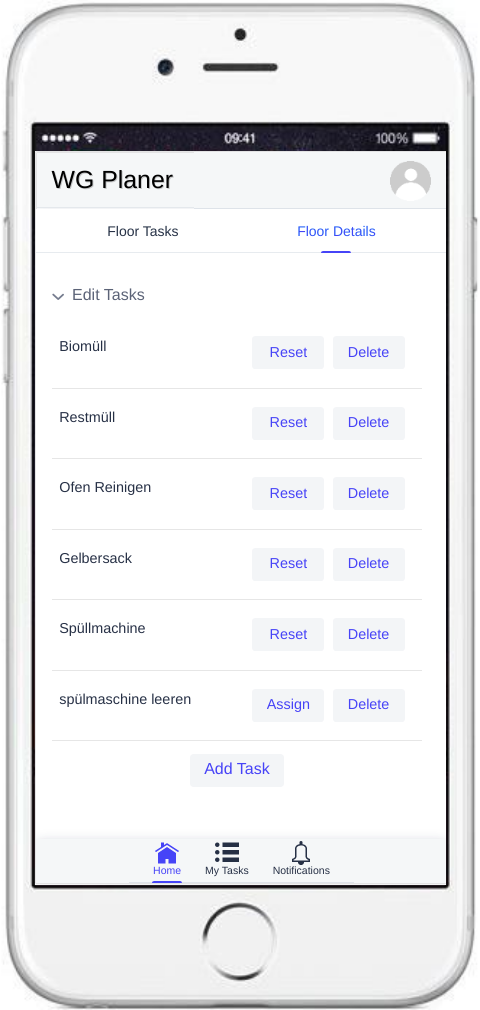 09:41 100%
WG Planer
Floor Tasks Floor Details
Edit Tasks
Biomüll Reset Delete
Restmüll Reset Delete
Ofen Reinigen Reset Delete
Gelbersack Reset Delete
Spüllmachine Reset Delete
spülmaschine leeren Assign Delete
Add Task
Home My Tasks Notifications